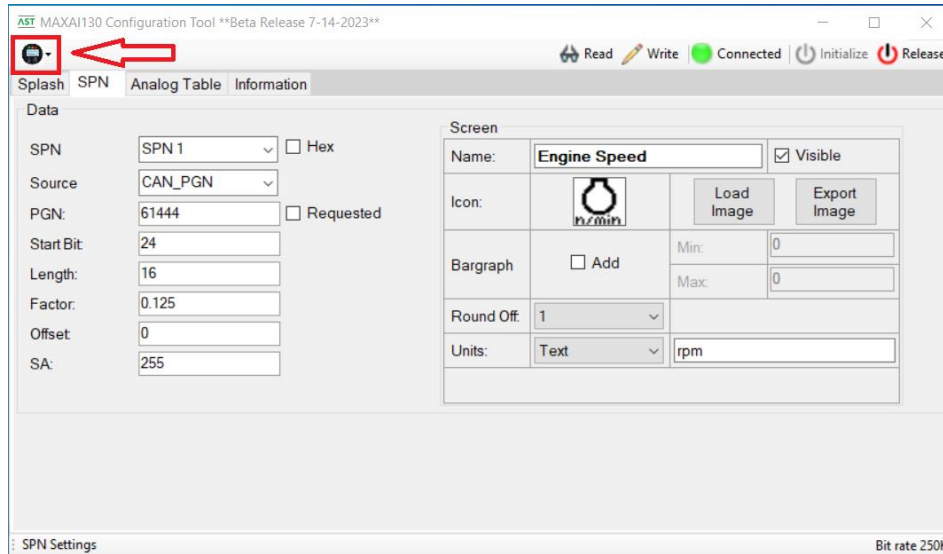 AST MAXAI130 Configuration Tool **Beta Release 7-14-2023**
Read Write Connected Initialize Release
Splash SPN Analog Table Information
Data
SPN SPN 1 Hex
Source CAN_PGN
PGN: 61444 Requested
Start Bit: 24
Length: 16
Factor: 0.125
Offset: 0
SA: 255
Screen
Name: Engine Speed Visible
Icon: n/min Load Image Export Image
Bargraph Add Min: 0
Max: 0
Round Off: 1
Units: Text rpm
SPN Settings Bit rate 250